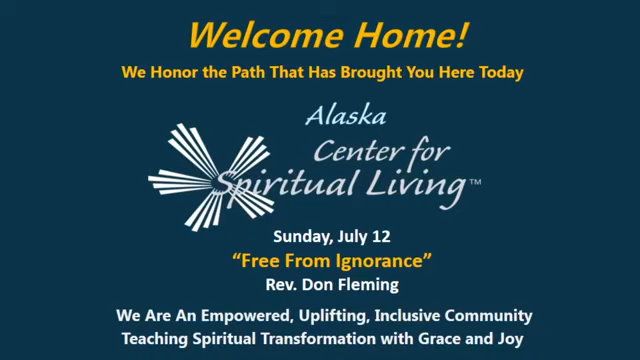 Welcome Home!
We Honor the Path That Has Brought You Here Today
Alaska
Center for
Spiritual Living™
Sunday, July 12
“Free From Ignorance”
Rev. Don Fleming
We Are An Empowered, Uplifting, Inclusive Community
Teaching Spiritual Transformation with Grace and Joy